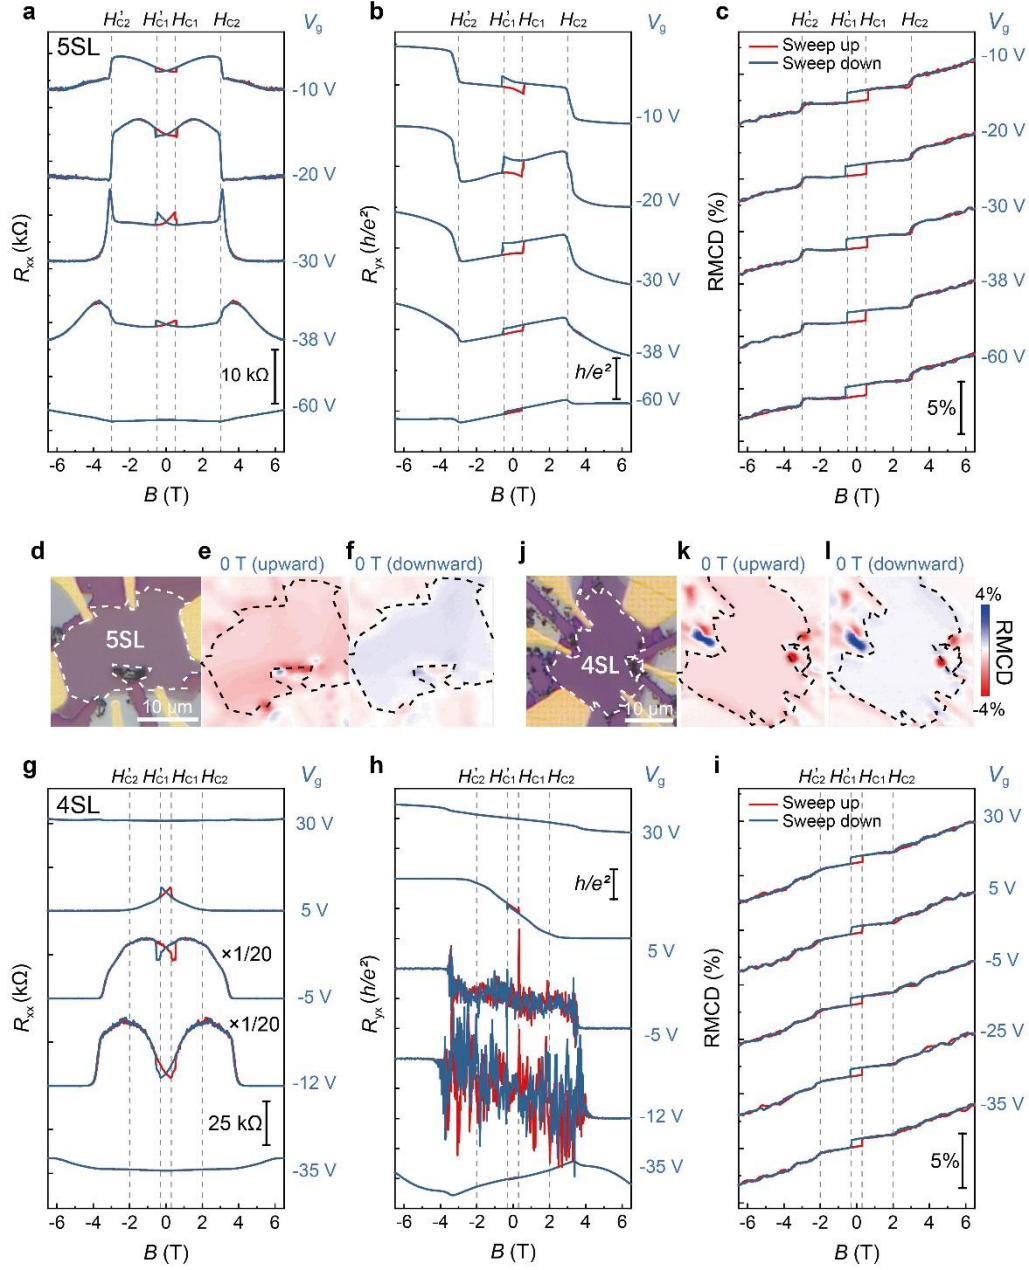 a
H'C2 H'C1 HC1 HC2
Vg
5SL
-10 V
-20 V
-30 V
-38 V
10 kΩ
-60 V
Rxx (kΩ)
-6 -4 -2 0 2 4 6
B (T)
b
H'C2 H'C1 HC1 HC2
Vg
-10 V
-20 V
-30 V
-38 V
h/e²
-60 V
Ryx (h/e²)
-6 -4 -2 0 2 4 6
B (T)
c
H'C2 H'C1 HC1 HC2
Vg
Sweep up
Sweep down
-10 V
-20 V
-30 V
-38 V
-60 V
5%
RMCD (%)
-6 -4 -2 0 2 4 6
B (T)
d
5SL
10 µm
e
0 T (upward)
f
0 T (downward)
j
4SL
10 µm
k
0 T (upward)
l
0 T (downward)
4%
RMCD
-4%
g
H'C2 H'C1 HC1 HC2
Vg
4SL
30 V
5 V
×1/20
-5 V
×1/20
-12 V
25 kΩ
-35 V
Rxx (kΩ)
-6 -4 -2 0 2 4 6
B (T)
h
H'C2 H'C1 HC1 HC2
Vg
30 V
h/e²
5 V
-5 V
-12 V
-35 V
Ryx (h/e²)
-6 -4 -2 0 2 4 6
B (T)
i
H'C2 H'C1 HC1 HC2
Vg
Sweep up
Sweep down
30 V
5 V
-5 V
-25 V
-35 V
5%
RMCD (%)
-6 -4 -2 0 2 4 6
B (T)